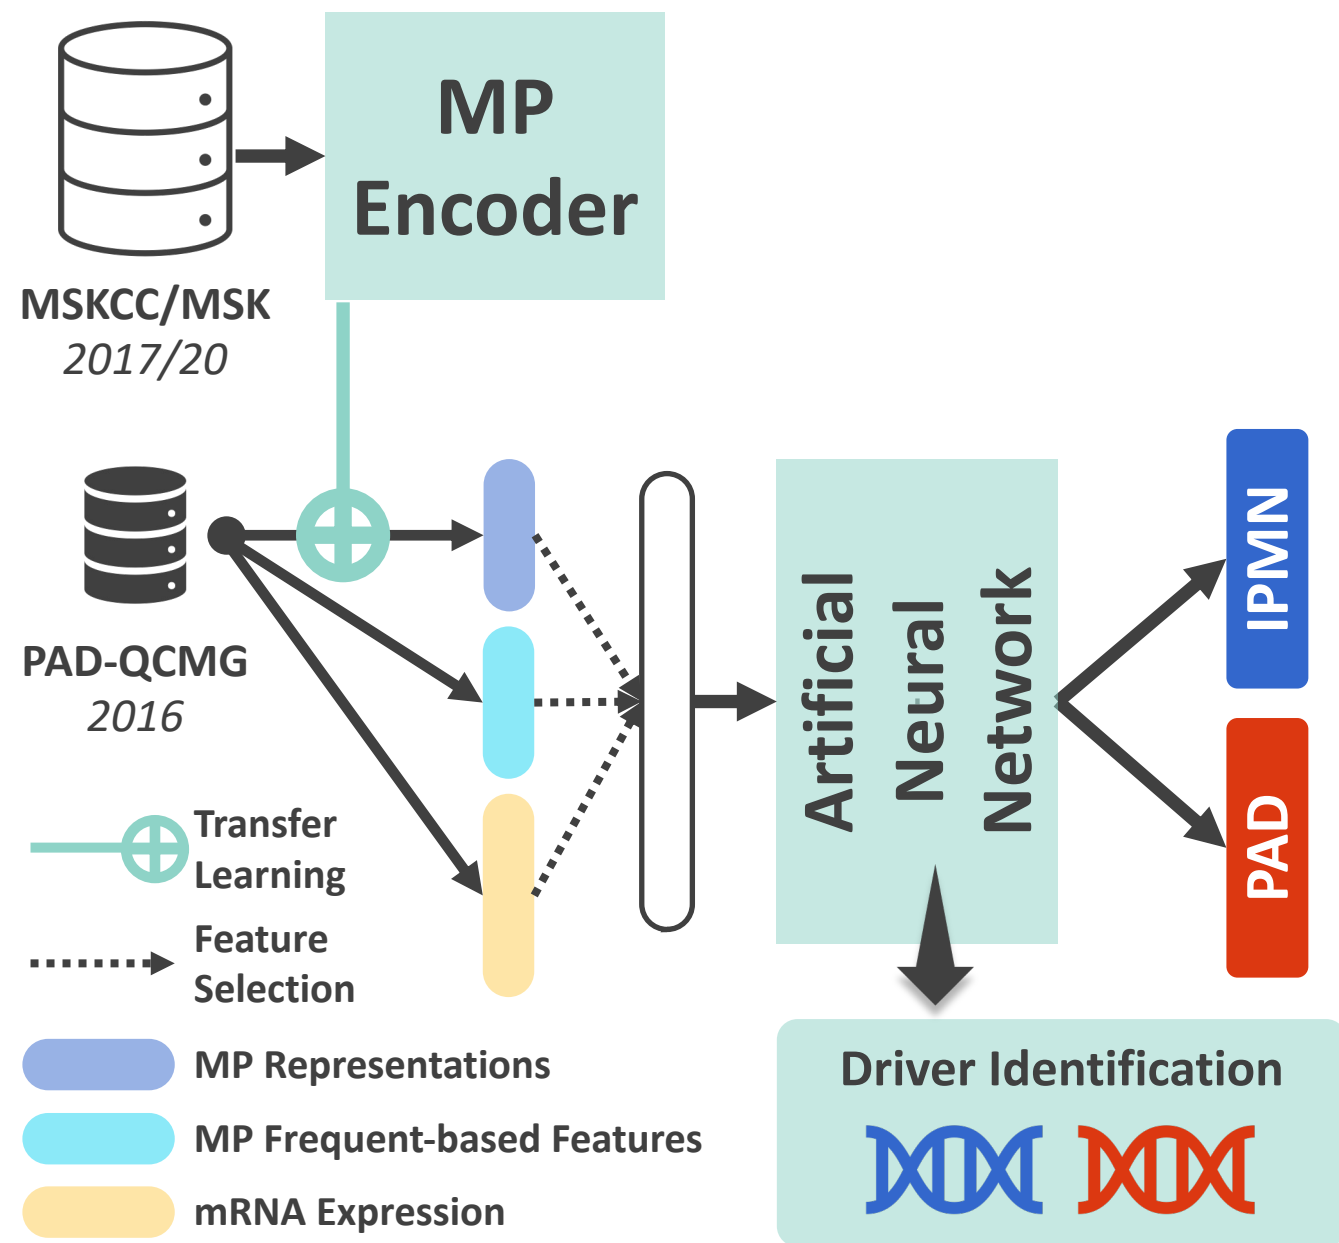 MP
Encoder
MSKCC/MSK
2017/20
PAD-QCMG
2016
Artificial
Neural
Network
IPMN
PAD
Transfer
Learning
Feature
Selection
MP Representations
MP Frequent-based Features
mRNA Expression
Driver Identification